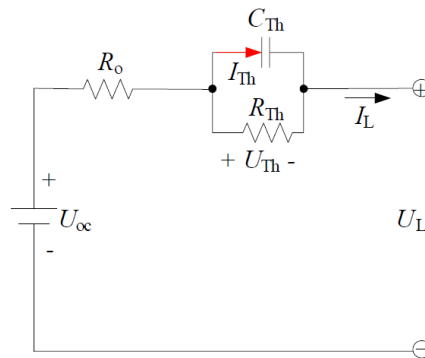 C_Th
R_o
I_Th
R_Th
I_L
+ U_Th -
+
U_oc
U_L
-